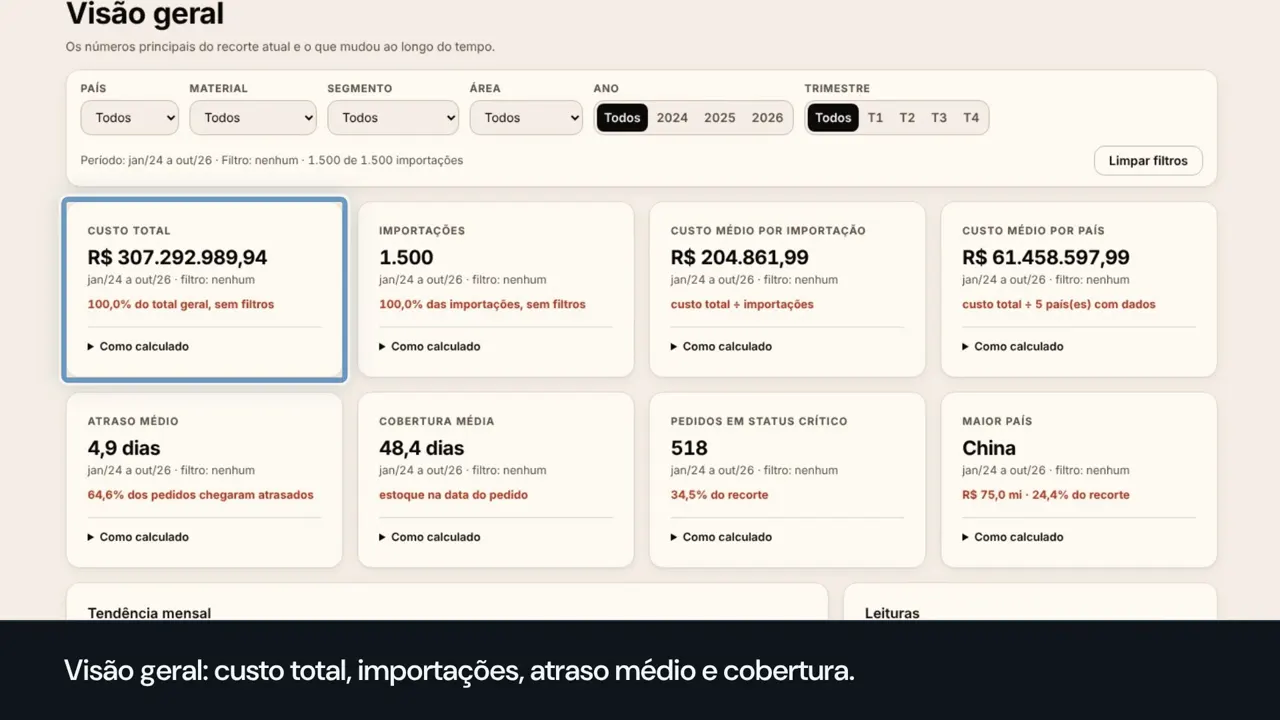 Visão geral
Os números principais do recorte atual e o que mudou ao longo do tempo.
PAÍS MATERIAL SEGMENTO ÁREA ANO TRIMESTRE
Todos Todos Todos Todos Todos 2024 2025 2026 Todos T1 T2 T3 T4
Período: jan/24 a out/26 · Filtro: nenhum · 1.500 de 1.500 importações
Limpar filtros
CUSTO TOTAL
R$ 307.292.989,94
jan/24 a out/26 · filtro: nenhum
100,0% do total geral, sem filtros
Como calculado
IMPORTAÇÕES
1.500
jan/24 a out/26 · filtro: nenhum
100,0% das importações, sem filtros
Como calculado
CUSTO MÉDIO POR IMPORTAÇÃO
R$ 204.861,99
jan/24 a out/26 · filtro: nenhum
custo total ÷ importações
Como calculado
CUSTO MÉDIO POR PAÍS
R$ 61.458.597,99
jan/24 a out/26 · filtro: nenhum
custo total ÷ 5 país(es) com dados
Como calculado
ATRASO MÉDIO
4,9 dias
jan/24 a out/26 · filtro: nenhum
64,6% dos pedidos chegaram atrasados
Como calculado
COBERTURA MÉDIA
48,4 dias
jan/24 a out/26 · filtro: nenhum
estoque na data do pedido
Como calculado
PEDIDOS EM STATUS CRÍTICO
518
jan/24 a out/26 · filtro: nenhum
34,5% do recorte
Como calculado
MAIOR PAÍS
China
jan/24 a out/26 · filtro: nenhum
R$ 75,0 mi · 24,4% do recorte
Como calculado
Tendência mensal
Leituras
Visão geral: custo total, importações, atraso médio e cobertura.